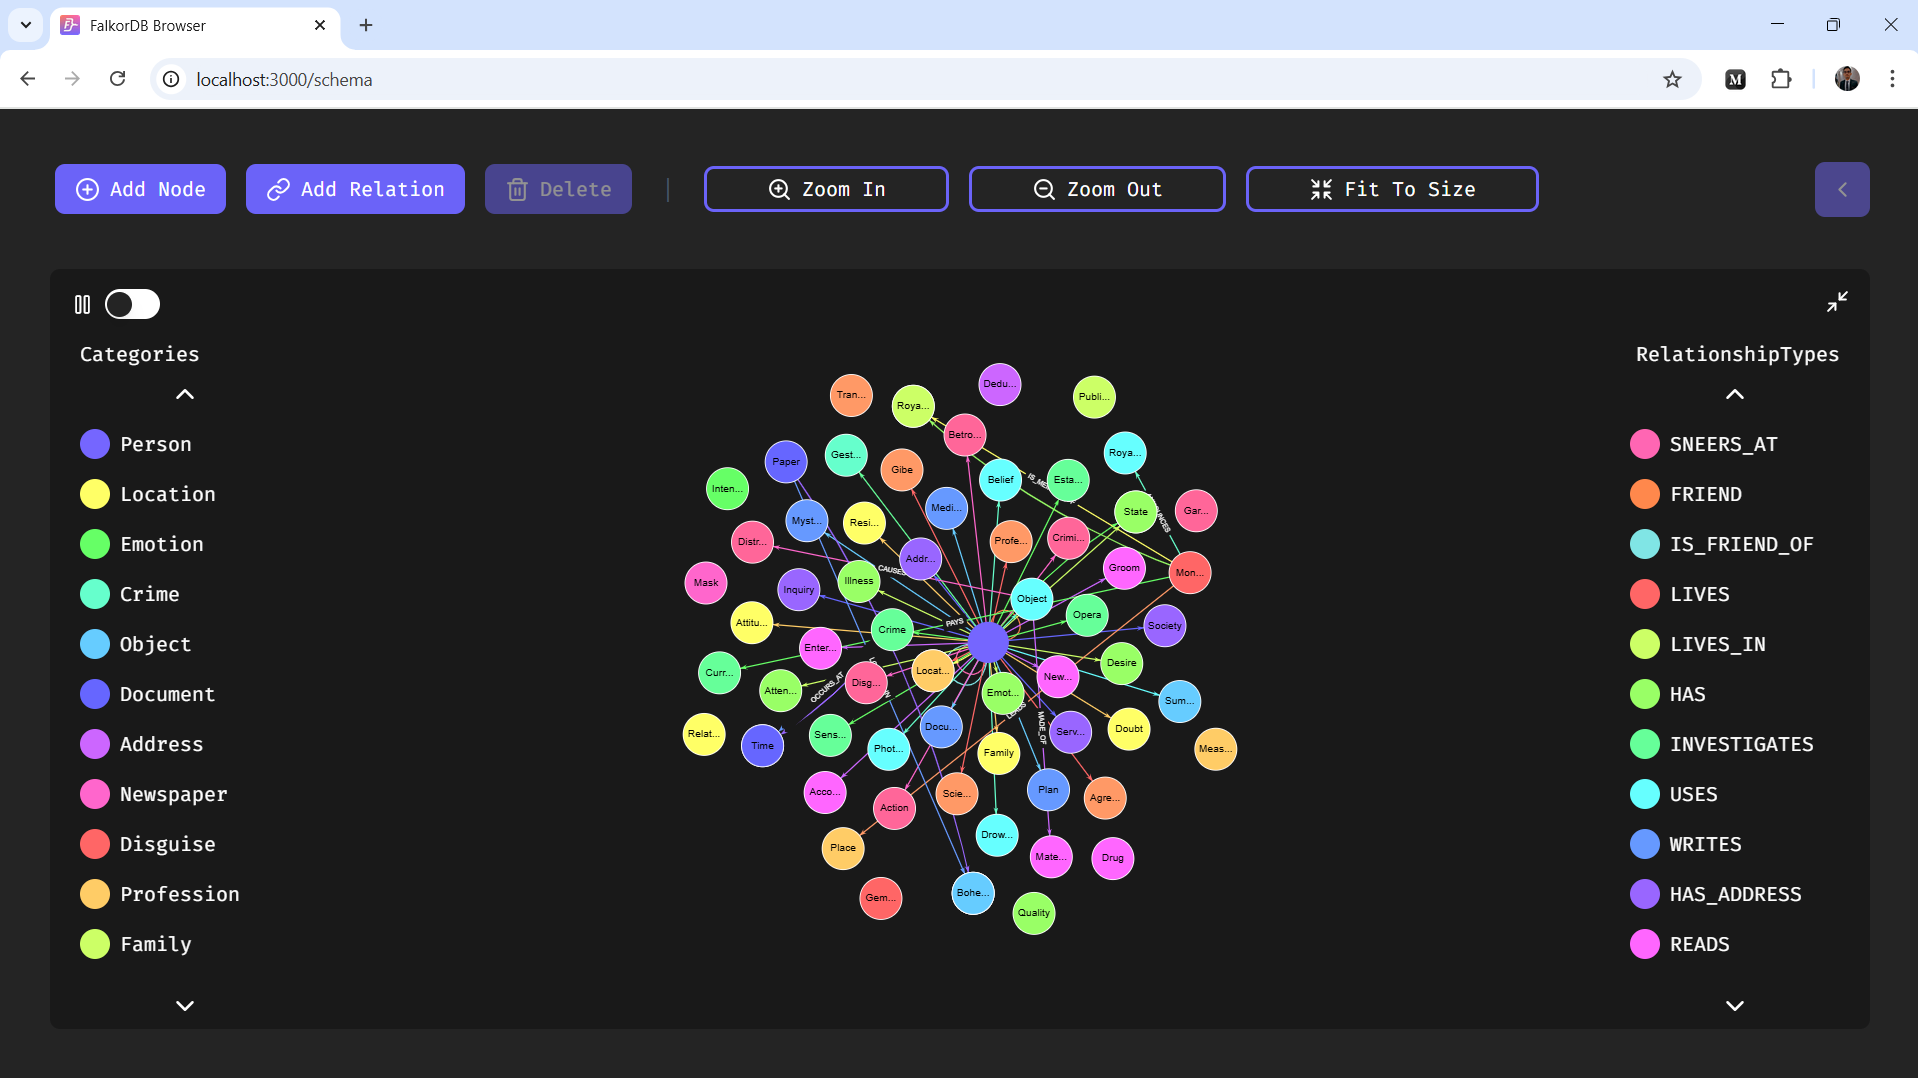 FalkorDB Browser
localhost:3000/schema
M
Add Node
Add Relation
Delete
Zoom In
Zoom Out
Fit To Size
Categories
Person
Location
Emotion
Crime
Object
Document
Address
Newspaper
Disguise
Profession
Family
Dedu...
Tran...
Publi...
Roya...
Betro...
Roya...
Gest...
Paper
Gibe
Belief
Esta...
Inten...
Medi...
IS_ME
State
Gar...
Myst...
Resi...
Distr...
Profe...
Crimi...
Addr...
CAUSES
Groom
Mon...
Mask
Illness
Inquiry
Object
Opera
Attitu...
PAYS
Society
Crime
Enter...
Desire
Curr...
Locat...
New...
Disg...
Atten...
OCCURS_AT
IN
Emot...
Sum...
MADE_OF
Docu...
Doubt
Relat...
Sens...
Serv...
Time
Phot...
Family
Meas...
Plan
Acco...
Scie...
Agre...
Action
Drow...
Place
Mate...
Drug
Bohe...
Gem...
Quality
RelationshipTypes
SNEERS_AT
FRIEND
IS_FRIEND_OF
LIVES
LIVES_IN
HAS
INVESTIGATES
USES
WRITES
HAS_ADDRESS
READS